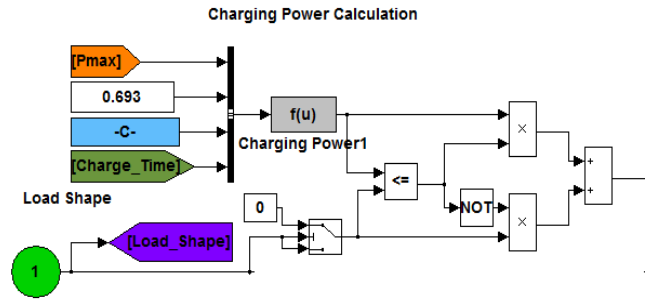 Charging Power Calculation
[Pmax]
0.693
-C-
[Charge_Time]
f(u)
Charging Power1
×
<=
+
+
Load Shape
0
NOT
×
[Load_Shape]
1